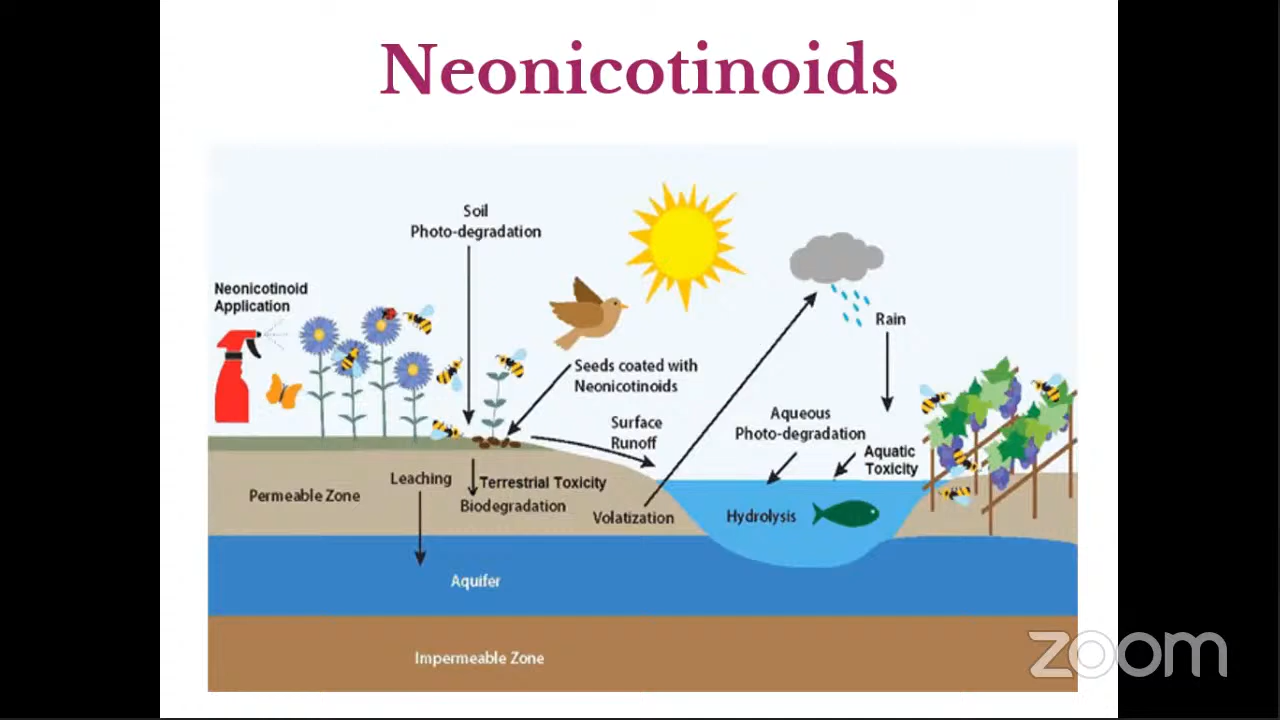 Neonicotinoids
Soil
Photo-degradation
Neonicotinoid
Application
Rain
Seeds coated with
Neonicotinoids
Surface
Runoff
Aqueous
Photo-degradation
Aquatic
Toxicity
Leaching
Terrestrial Toxicity
Permeable Zone
Biodegradation
Volatization
Hydrolysis
Aquifer
Impermeable Zone
zoom